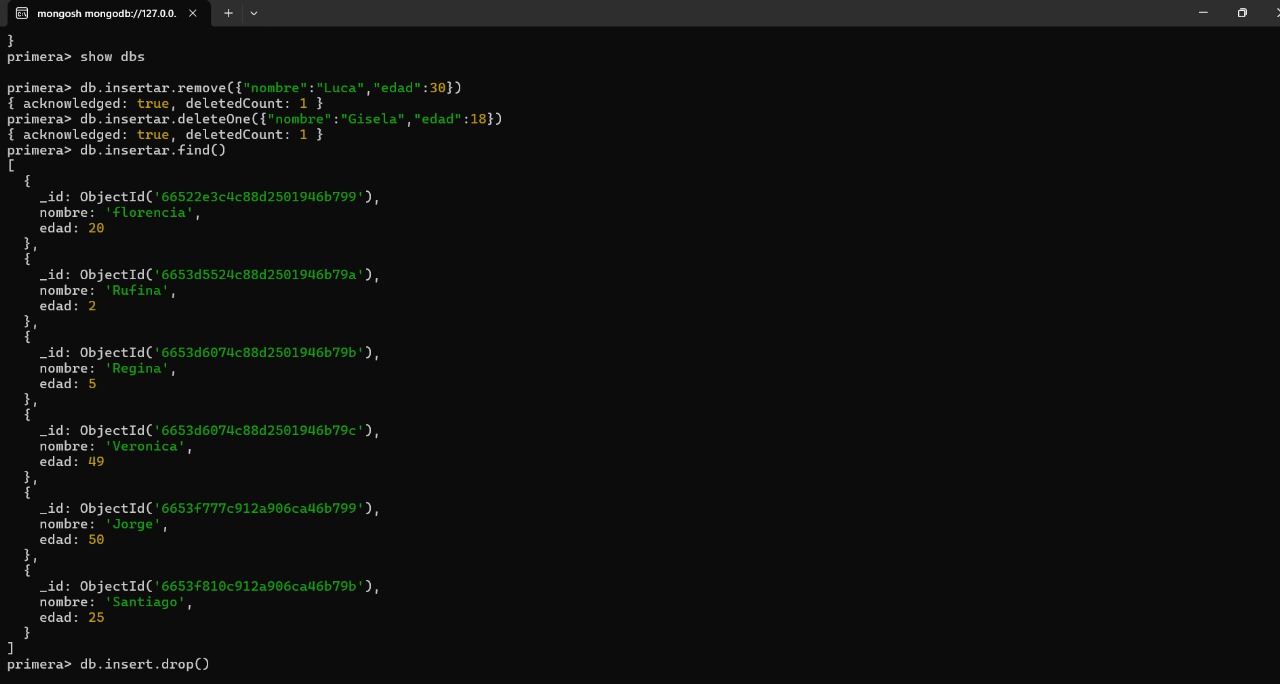 mongosh mongodb://127.0.0.
}
primera> show dbs
primera> db.insertar.remove({"nombre":"Luca","edad":30})
{ acknowledged: true, deletedCount: 1 }
primera> db.insertar.deleteOne({"nombre":"Gisela","edad":18})
{ acknowledged: true, deletedCount: 1 }
primera> db.insertar.find()
[
  {
    _id: ObjectId('66522e3c4c88d2501946b799'),
    nombre: 'florencia',
    edad: 20
  },
  {
    _id: ObjectId('6653d5524c88d2501946b79a'),
    nombre: 'Rufina',
    edad: 2
  },
  {
    _id: ObjectId('6653d6074c88d2501946b79b'),
    nombre: 'Regina',
    edad: 5
  },
  {
    _id: ObjectId('6653d6074c88d2501946b79c'),
    nombre: 'Veronica',
    edad: 49
  },
  {
    _id: ObjectId('6653f777c912a906ca46b799'),
    nombre: 'Jorge',
    edad: 50
  },
  {
    _id: ObjectId('6653f810c912a906ca46b79b'),
    nombre: 'Santiago',
    edad: 25
  }
]
primera> db.insert.drop()